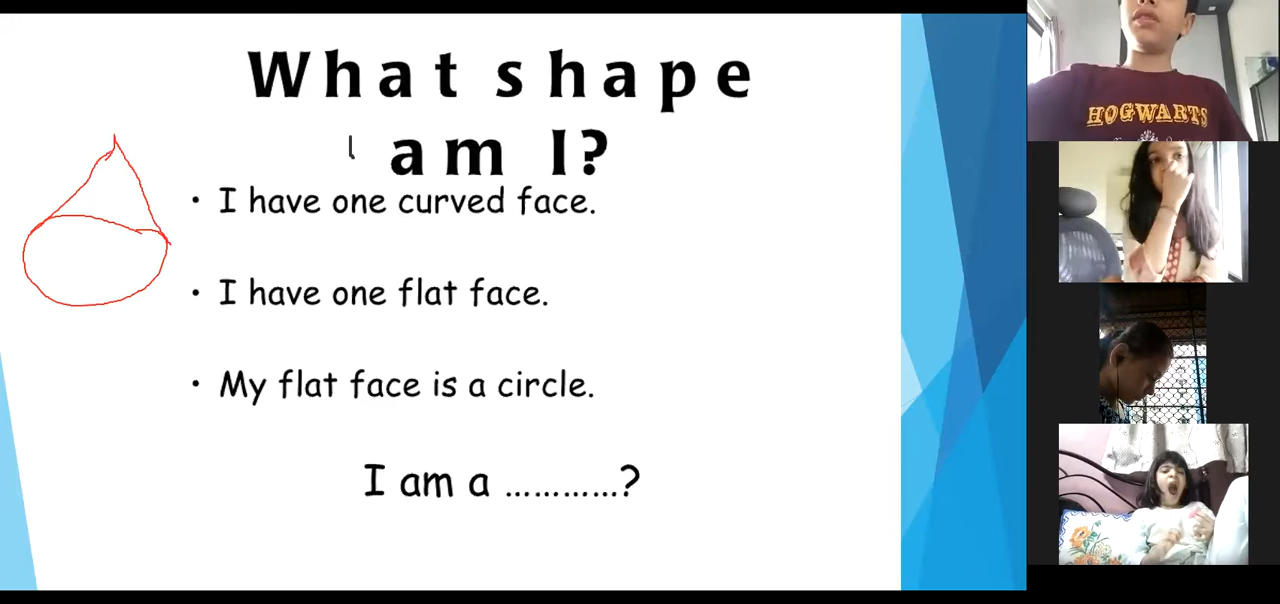 What shape
am I?
• I have one curved face.
• I have one flat face.
• My flat face is a circle.
I am a ............?
HOGWARTS